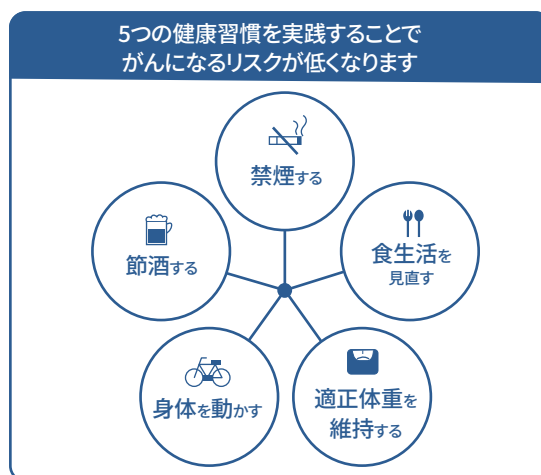 5つの健康習慣を実践することで
がんになるリスクが低くなります
禁煙する
節酒する
食生活を
見直す
身体を動かす
適正体重を
維持する